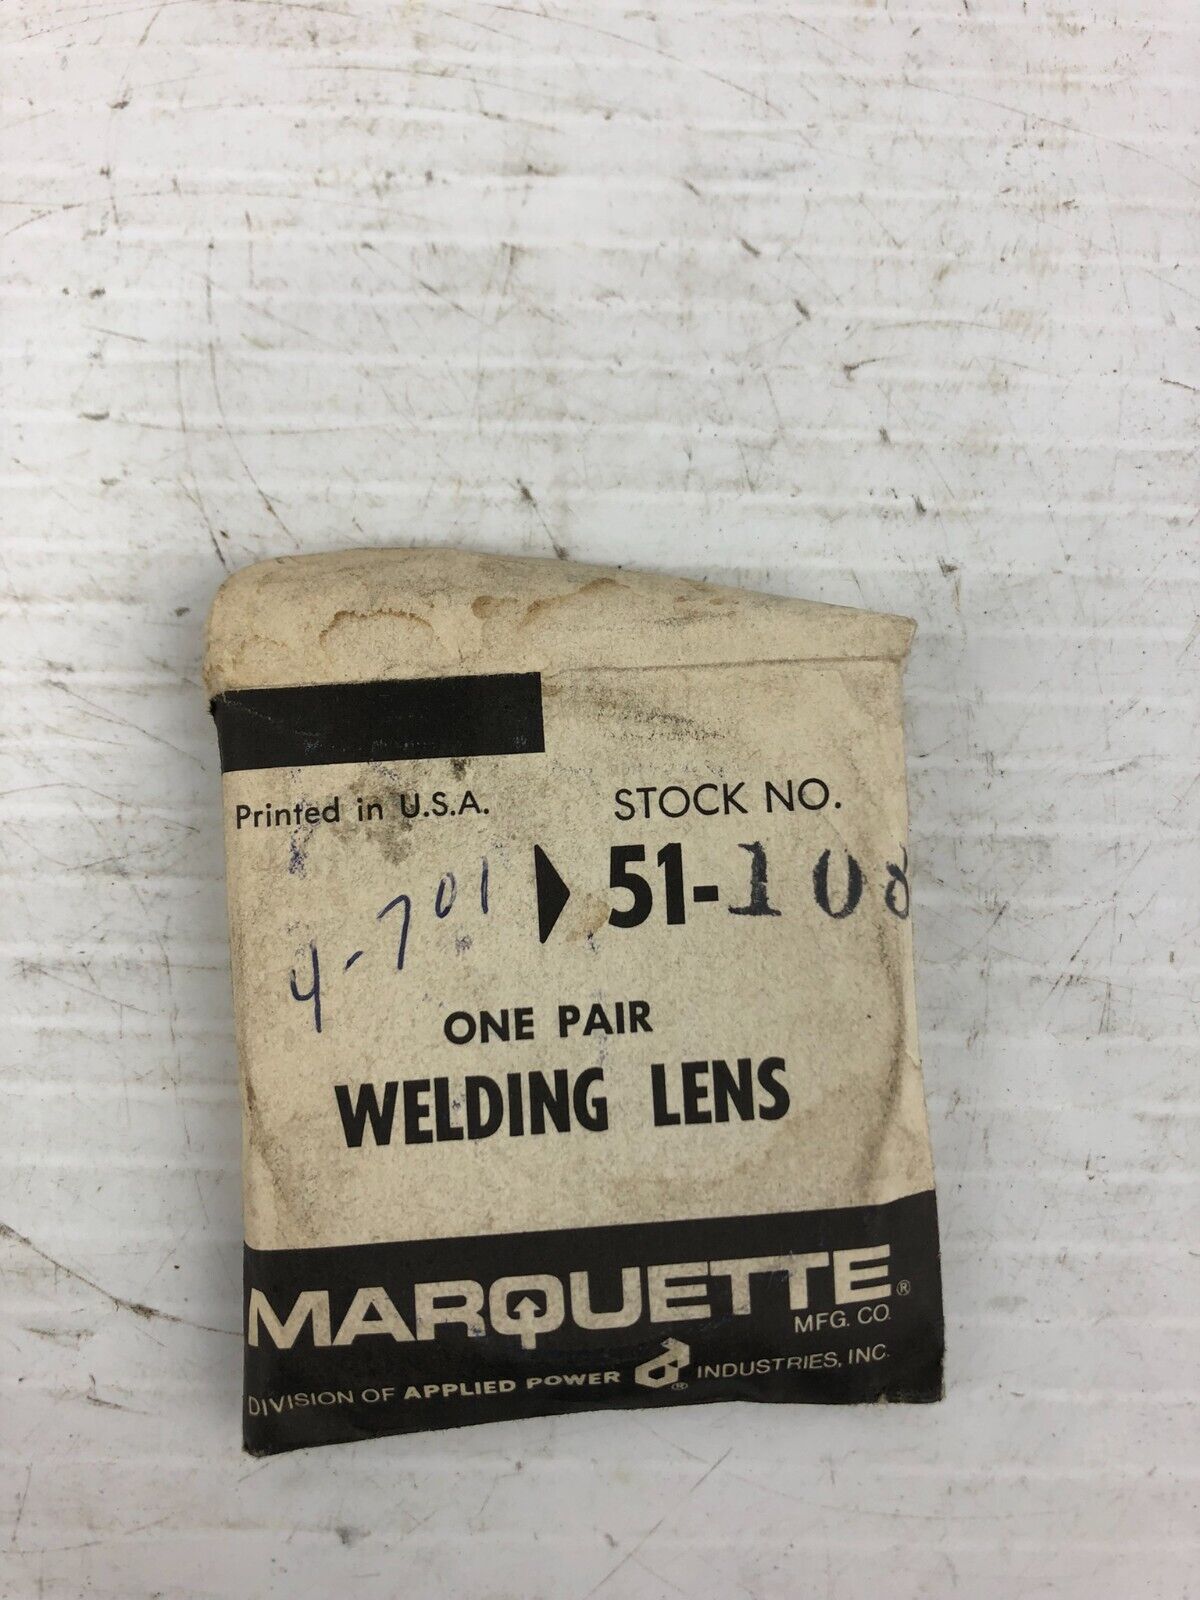 Printed in U.S.A.
STOCK NO.
4-701
51-108
ONE PAIR
WELDING LENS
MARQUETTE®
MFG. CO.
DIVISION OF APPLIED POWER ® INDUSTRIES, INC.